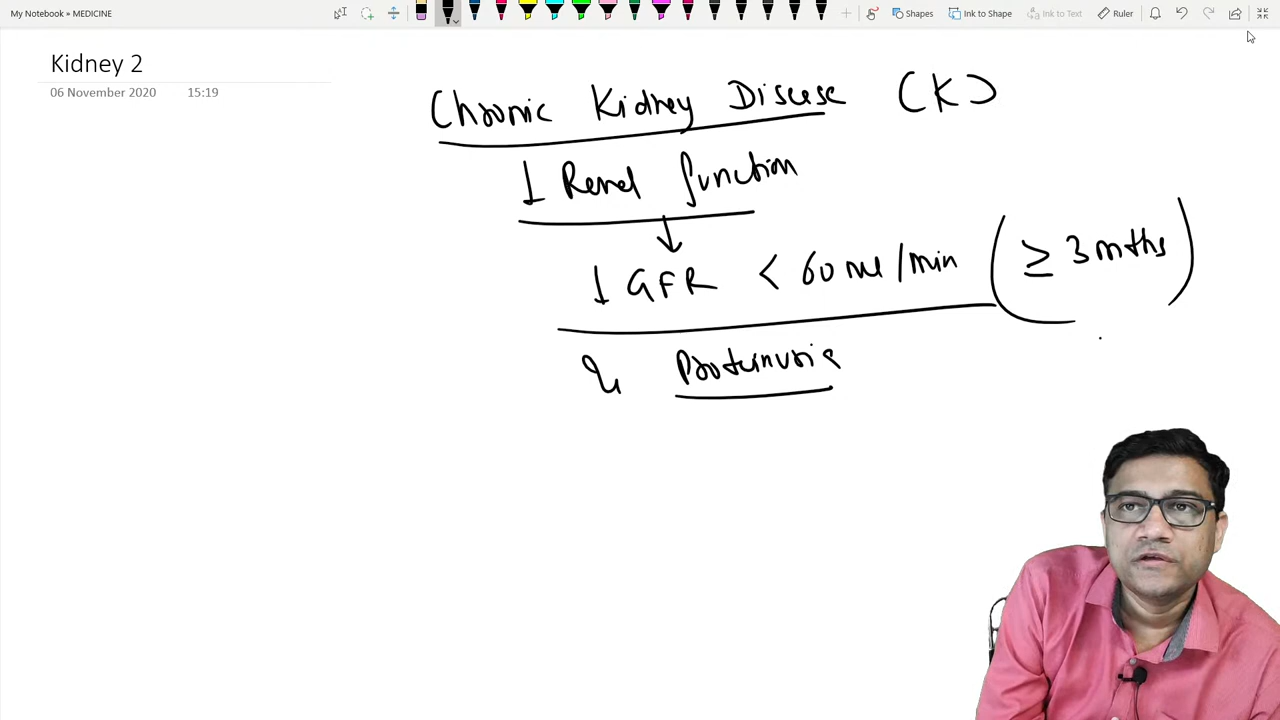 My Notebook » MEDICINE
Shapes Ink to Shape Ink to Text Ruler
Kidney 2
06 November 2020 15:19
Chronic Kidney Disease (CKD)
↓ Renal function
↓
↓ GFR < 60 ml/min (≥ 3 mths)
Proteinuria